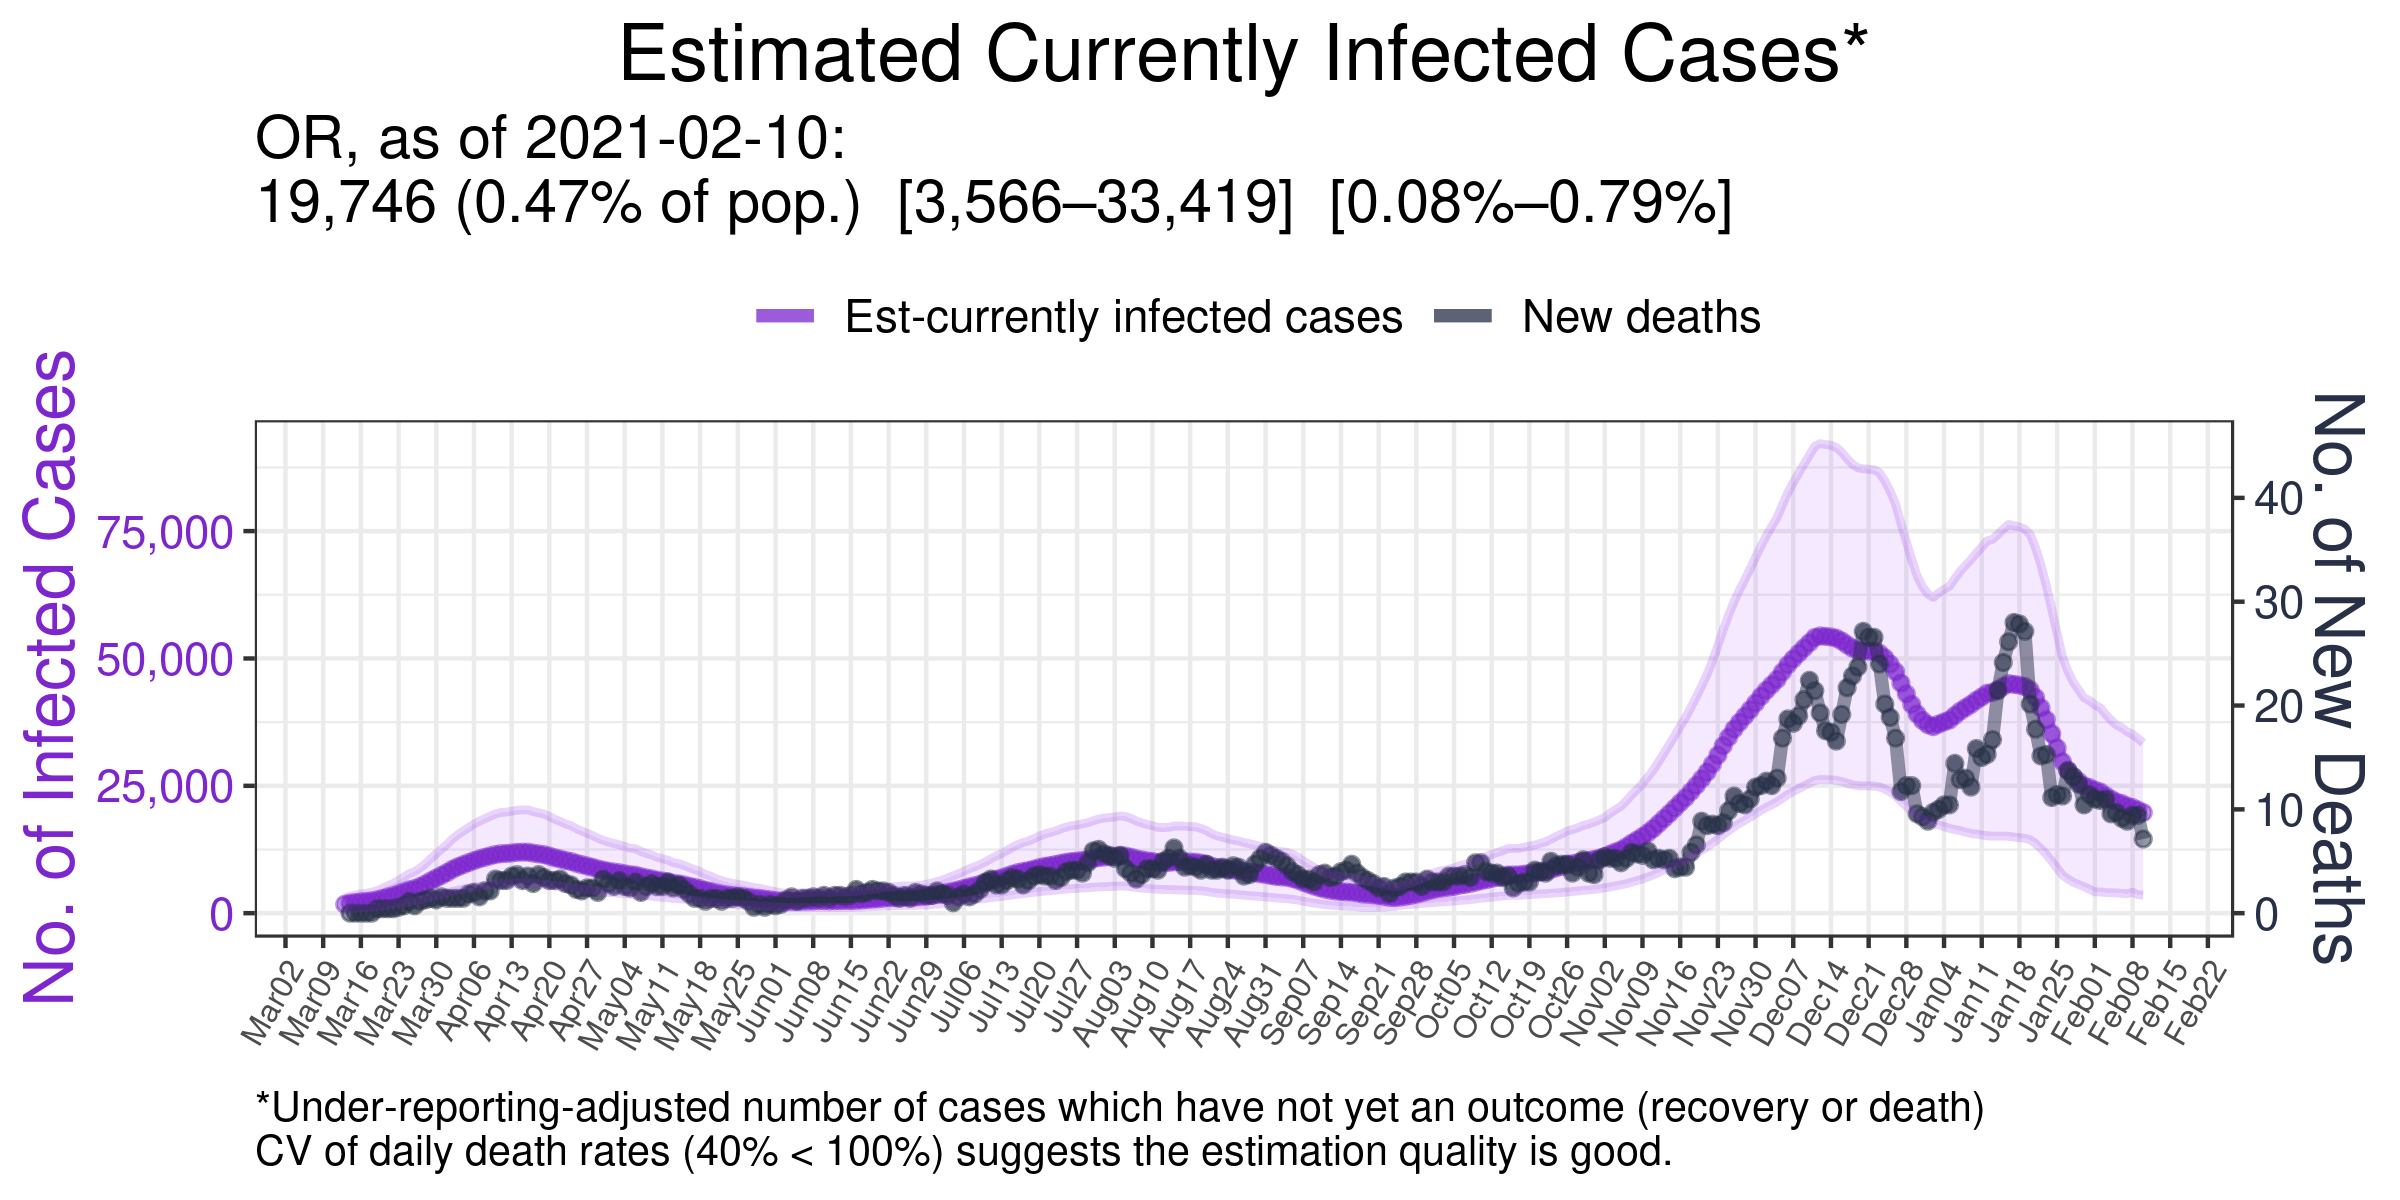 Estimated Currently Infected Cases*
OR, as of 2021-02-10:
19,746 (0.47% of pop.) [3,566–33,419] [0.08%–0.79%]
Est-currently infected cases New deaths
No. of Infected Cases
75,000
50,000
25,000
0
40
30
20
10
0
No. of New Deaths
Mar02 Mar09 Mar16 Mar23 Mar30 Apr06 Apr13 Apr20 Apr27 May04 May11 May18 May25 Jun01 Jun08 Jun15 Jun22 Jun29 Jul06 Jul13 Jul20 Jul27 Aug03 Aug10 Aug17 Aug24 Aug31 Sep07 Sep14 Sep21 Sep28 Oct05 Oct12 Oct19 Oct26 Nov02 Nov09 Nov16 Nov23 Nov30 Dec07 Dec14 Dec21 Dec28 Jan04 Jan11 Jan18 Jan25 Feb01 Feb08 Feb15 Feb22
*Under-reporting-adjusted number of cases which have not yet an outcome (recovery or death)
CV of daily death rates (40% < 100%) suggests the estimation quality is good.